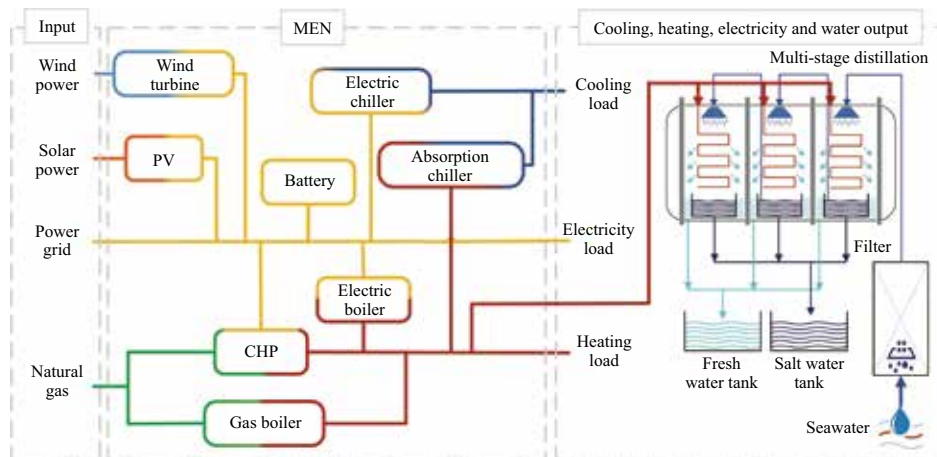 Input
MEN
Cooling, heating, electricity and water output
Wind
power
Wind
turbine
Electric
chiller
Cooling
load
Multi-stage distillation
Solar
power
PV
Battery
Absorption
chiller
Power
grid
Electricity
load
Filter
Electric
boiler
CHP
Heating
load
Natural
gas
Gas boiler
Fresh
water tank
Salt water
tank
Seawater